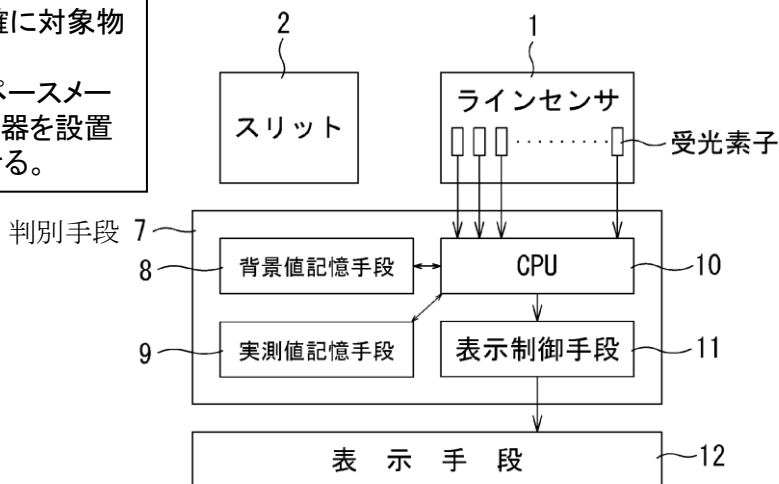 確に対象物
ペースメー
器を設置
る。
2
1
スリット
ラインセンサ
受光素子
判別手段 7
8 背景値記憶手段
CPU 10
9 実測値記憶手段
表示制御手段 11
表示手段 12